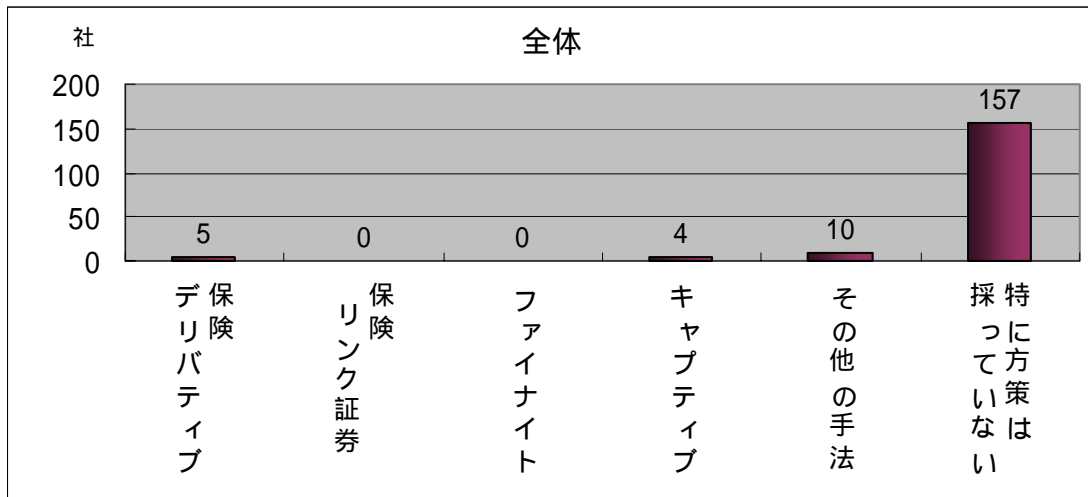 社
全体
200
150
100
50
0
5
0
0
4
10
157
保険
デリバティブ
保険
リンク証券
ファイナイト
キャプティブ
その他の手法
特に方策は
採っていない